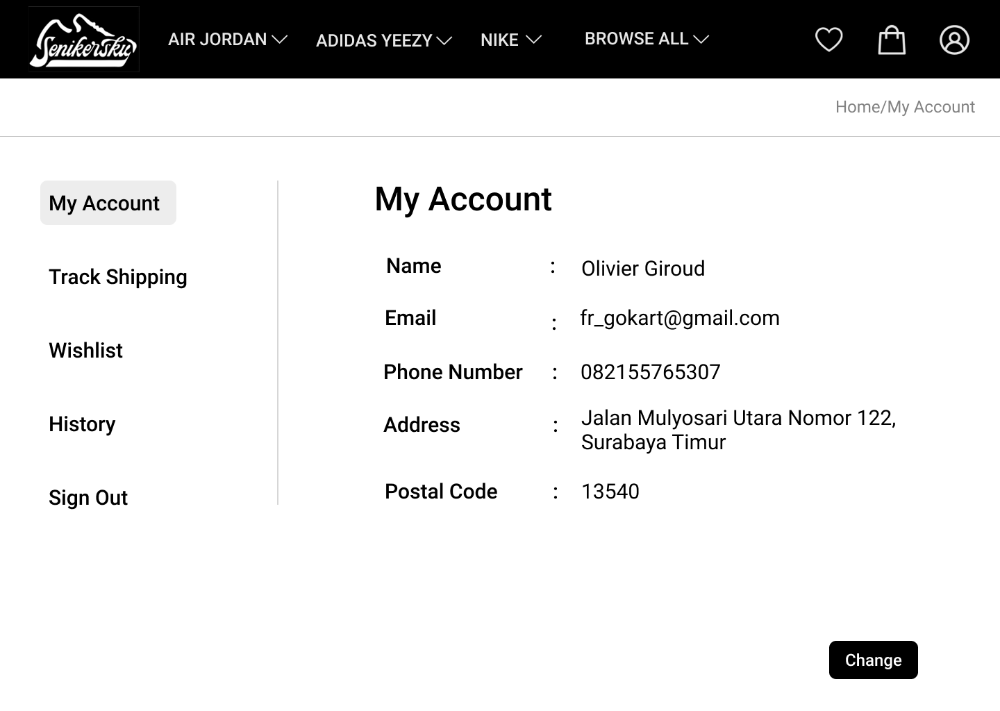 Senikersku
AIR JORDAN
ADIDAS YEEZY
NIKE
BROWSE ALL
Home/My Account
My Account
Track Shipping
Wishlist
History
Sign Out
My Account
Name : Olivier Giroud
Email : fr_gokart@gmail.com
Phone Number : 082155765307
Address : Jalan Mulyosari Utara Nomor 122,
Surabaya Timur
Postal Code : 13540
Change